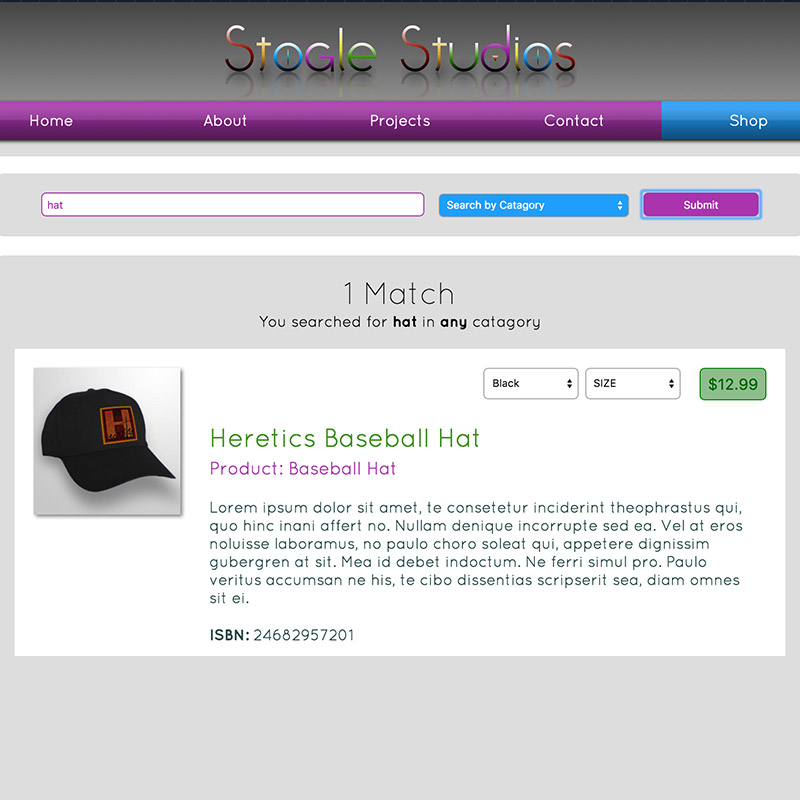 Stogle Studios
Home About Projects Contact Shop
hat Search by Catagory Submit
1 Match
You searched for hat in any catagory
Black SIZE $12.99
H
Heretics Baseball Hat
Product: Baseball Hat
Lorem ipsum dolor sit amet, te consetetur inciderint theophrastus qui,
quo hinc inani affert no. Nullam denique incorrupte sed ea. Vel at eros
noluisse laboramus, no paulo choro soleat qui, appetere dignissim
gubergren at sit. Mea id debet indoctum. Ne ferri simul pro. Paulo
veritus accumsan ne his, te cibo dissentias scripserit sea, diam omnes
sit ei.
ISBN: 24682957201